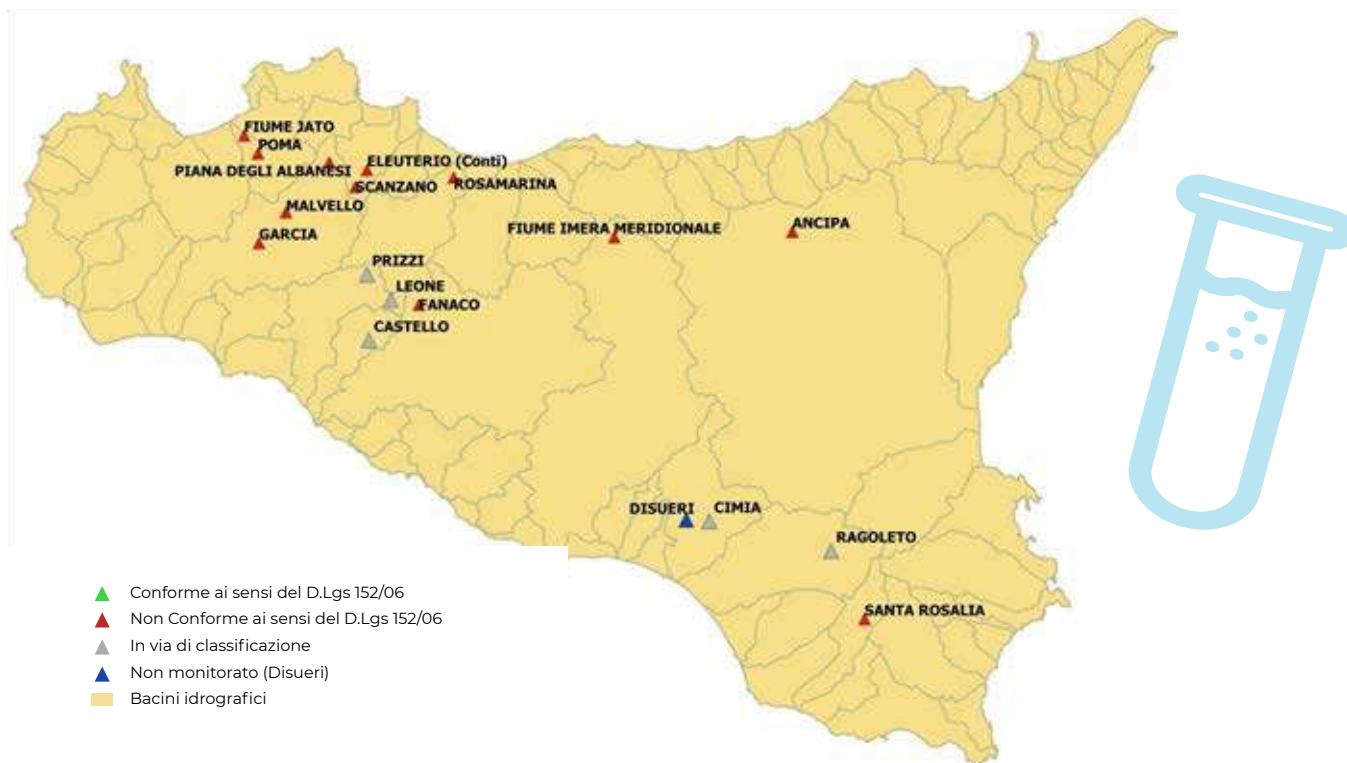 FIUME JATO
POMA
PIANA DEGLI ALBANESI
ELEUTERIO (Conti)
SCANZANO
ROSAMARINA
MALVELLO
GARCIA
FIUME IMERA MERIDIONALE
ANCIPA
PRIZZI
LEONE
FANACO
CASTELLO
DISUERI
CIMIA
RAGOLETO
SANTA ROSALIA
Conforme ai sensi del D.Lgs 152/06
Non Conforme ai sensi del D.Lgs 152/06
In via di classificazione
Non monitorato (Disueri)
Bacini idrografici